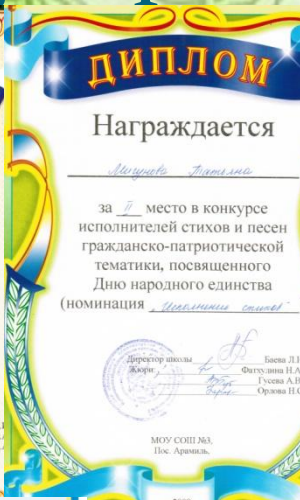 ДИПЛОМ
Награждается
Мигунова Татьяна
за II место в конкурсе
исполнителей стихов и песен
гражданско-патриотической
тематики, посвященного
Дню народного единства
(номинация „Исполнение стихов"
Директор школы Баева Л.
Жюри: Фатхулина Н.А
Гусева А.В
Орлова Н.С
МОУ СОШ №3,
Пос. Арамиль,